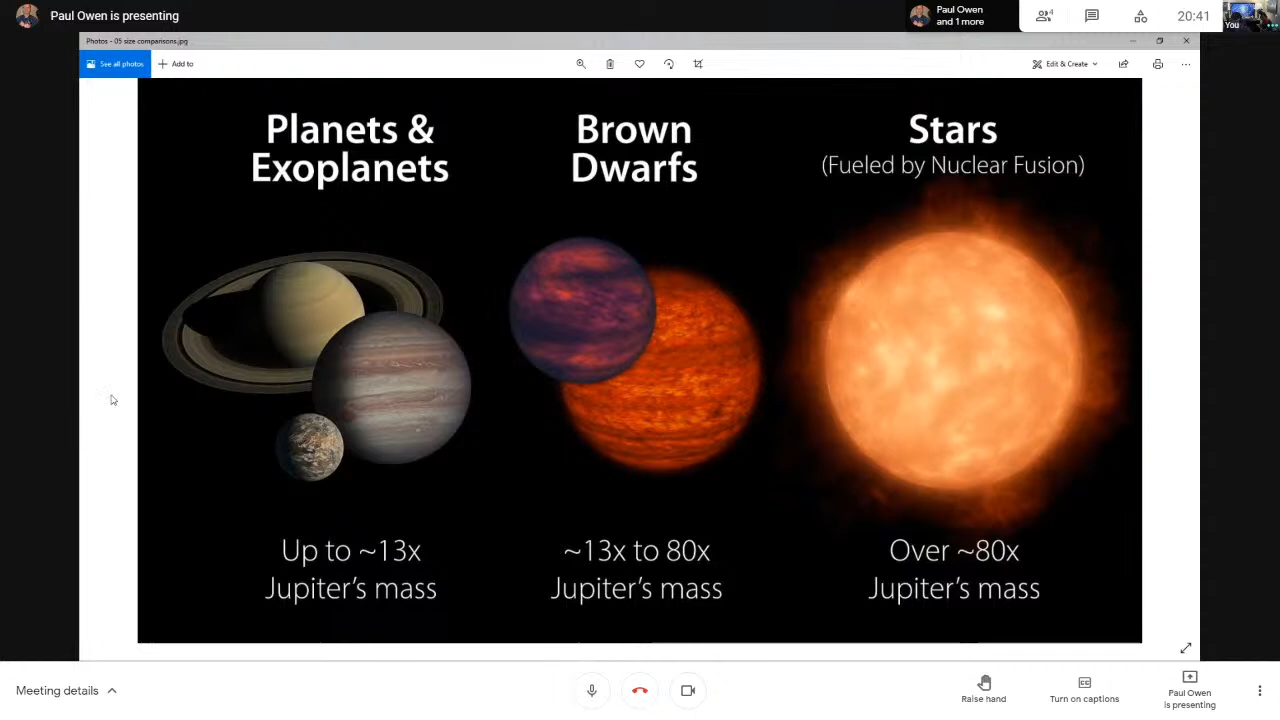 Paul Owen is presenting
Paul Owen
and 1 more
4
20:41
You
Photos - 05 size comparisons.jpg
See all photos
Add to
Edit & Create
Planets &
Exoplanets
Brown
Dwarfs
Stars
(Fueled by Nuclear Fusion)
Up to ~13x
Jupiter's mass
~13x to 80x
Jupiter's mass
Over ~80x
Jupiter's mass
Meeting details
Raise hand
Turn on captions
Paul Owen
is presenting